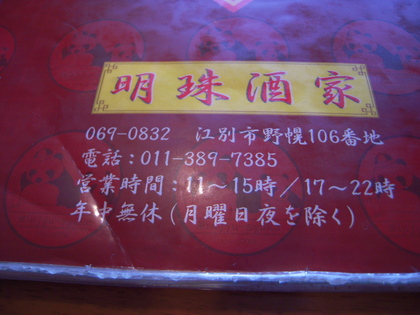 明珠酒家
069-0832 江別市野幌106番地
電話：011-389-7385
営業時間：11～15時／17～22時
年中無休（月曜日夜を除く）